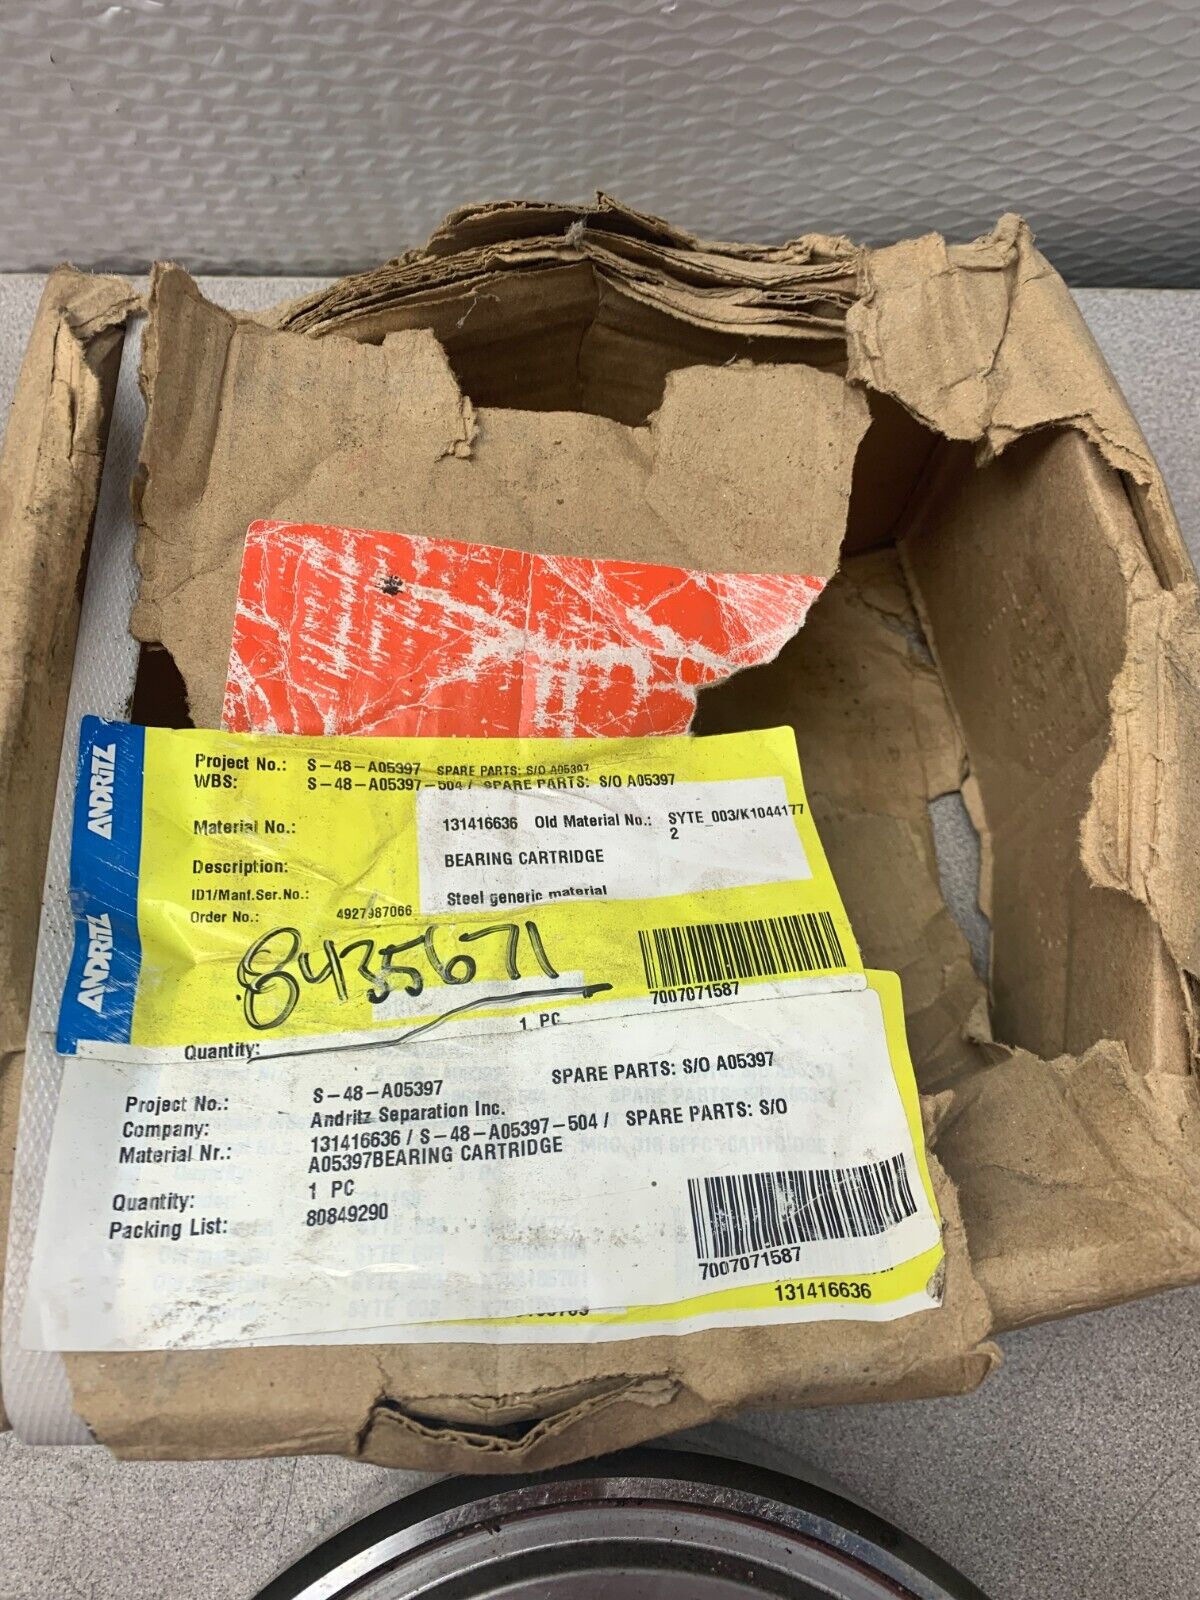 ANDRITZ
ANDRITZ
Project No.: S-48-A05397 SPARE PARTS: S/O A05397
WBS: S-48-A05397-504 / SPARE PARTS: S/O A05397
Material No.: 131416636 Old Material No.: SYTE_003/K1044177
2
Description: BEARING CARTRIDGE
ID1/Manf.Ser.No.: Steel generic material
Order No.: 4927987066
8435671
7007071587
Quantity: 1 PC
Project No.: S-48-A05397 SPARE PARTS: S/O A05397
Company: Andritz Separation Inc.
Material Nr.: 131416636 / S-48-A05397-504 / SPARE PARTS: S/O
A05397BEARING CARTRIDGE
Quantity: 1 PC
Packing List: 80849290
7007071587
131416636